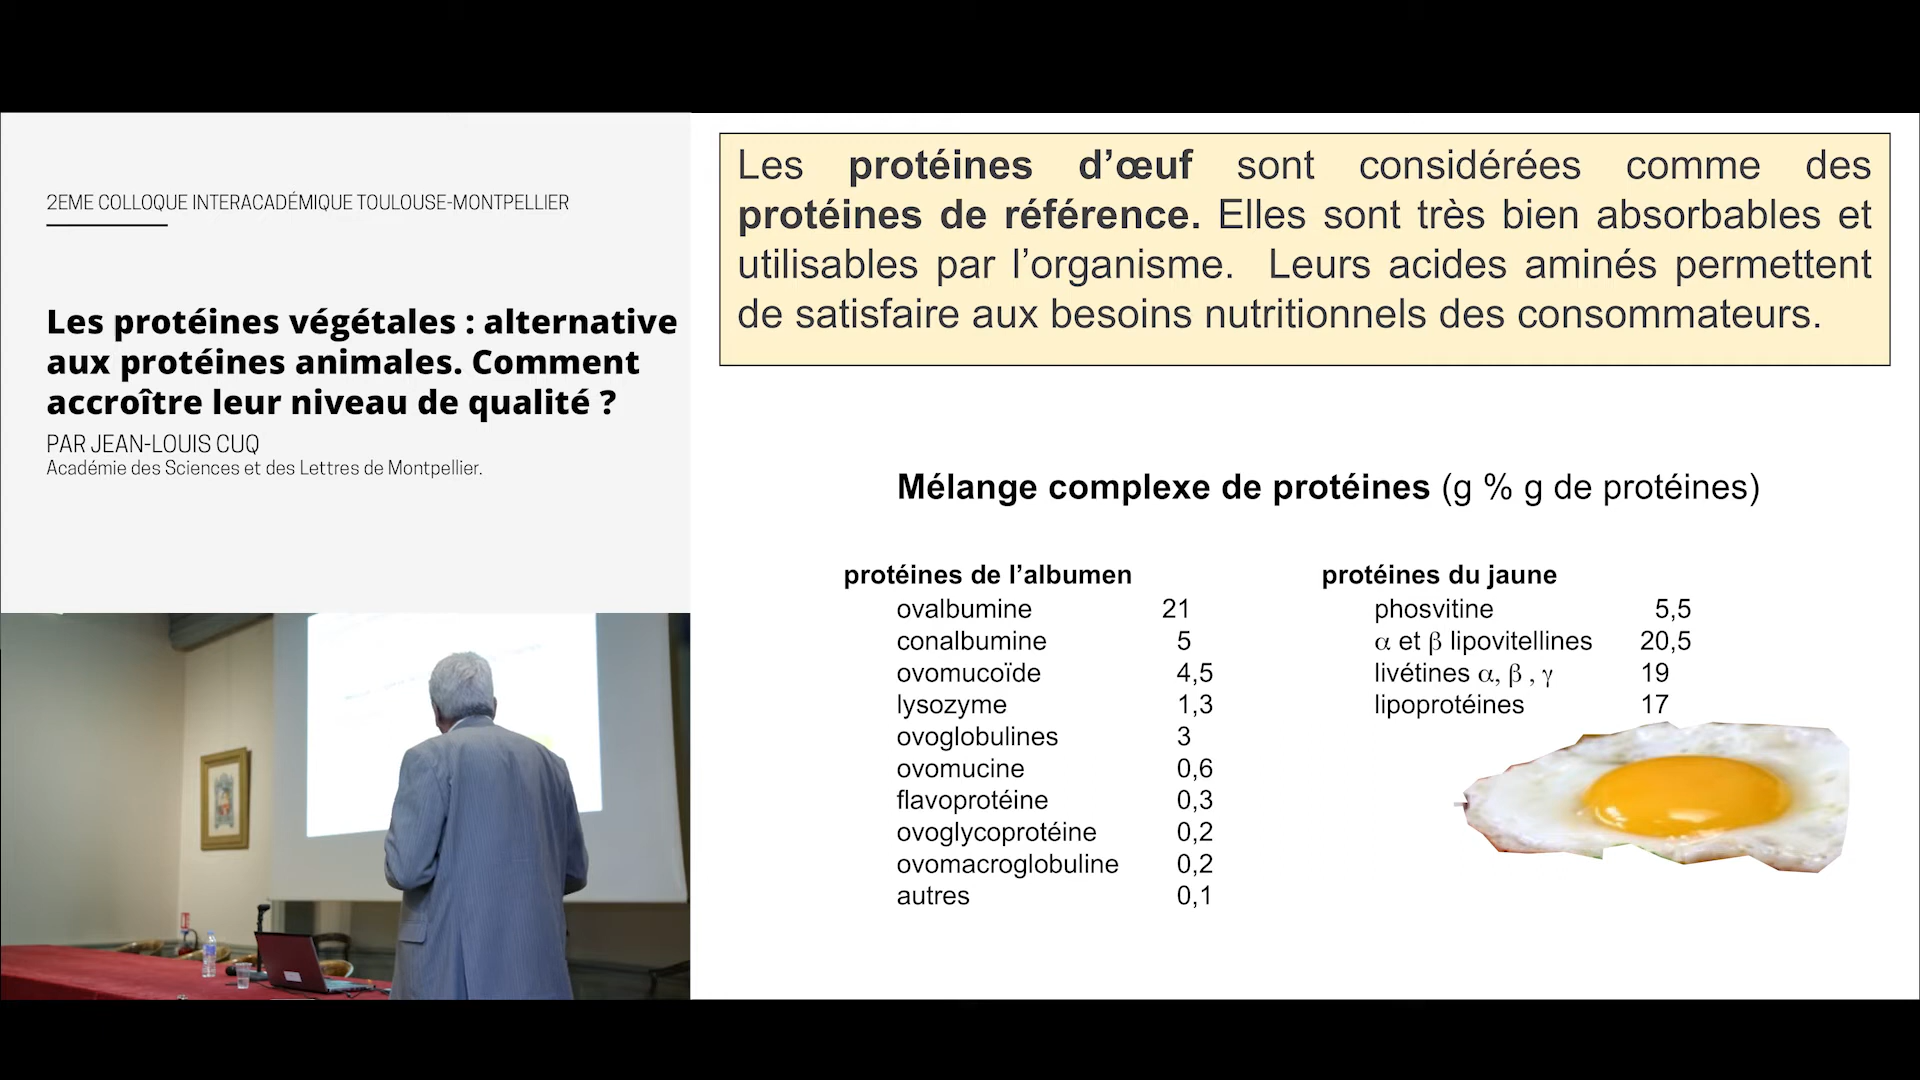 2EME COLLOQUE INTERACADÉMIQUE TOULOUSE-MONTPELLIER
Les protéines végétales : alternative
aux protéines animales. Comment
accroître leur niveau de qualité ?
PAR JEAN-LOUIS CUQ
Académie des Sciences et des Lettres de Montpellier.
Les protéines d’œuf sont considérées comme des
protéines de référence. Elles sont très bien absorbables et
utilisables par l’organisme. Leurs acides aminés permettent
de satisfaire aux besoins nutritionnels des consommateurs.
Mélange complexe de protéines (g % g de protéines)
protéines de l’albumen
ovalbumine 21
conalbumine 5
ovomucoïde 4,5
lysozyme 1,3
ovoglobulines 3
ovomucine 0,6
flavoprotéine 0,3
ovoglycoprotéine 0,2
ovomacroglobuline 0,2
autres 0,1
protéines du jaune
phosvitine 5,5
α et β lipovitellines 20,5
livétines α, β , γ 19
lipoprotéines 17